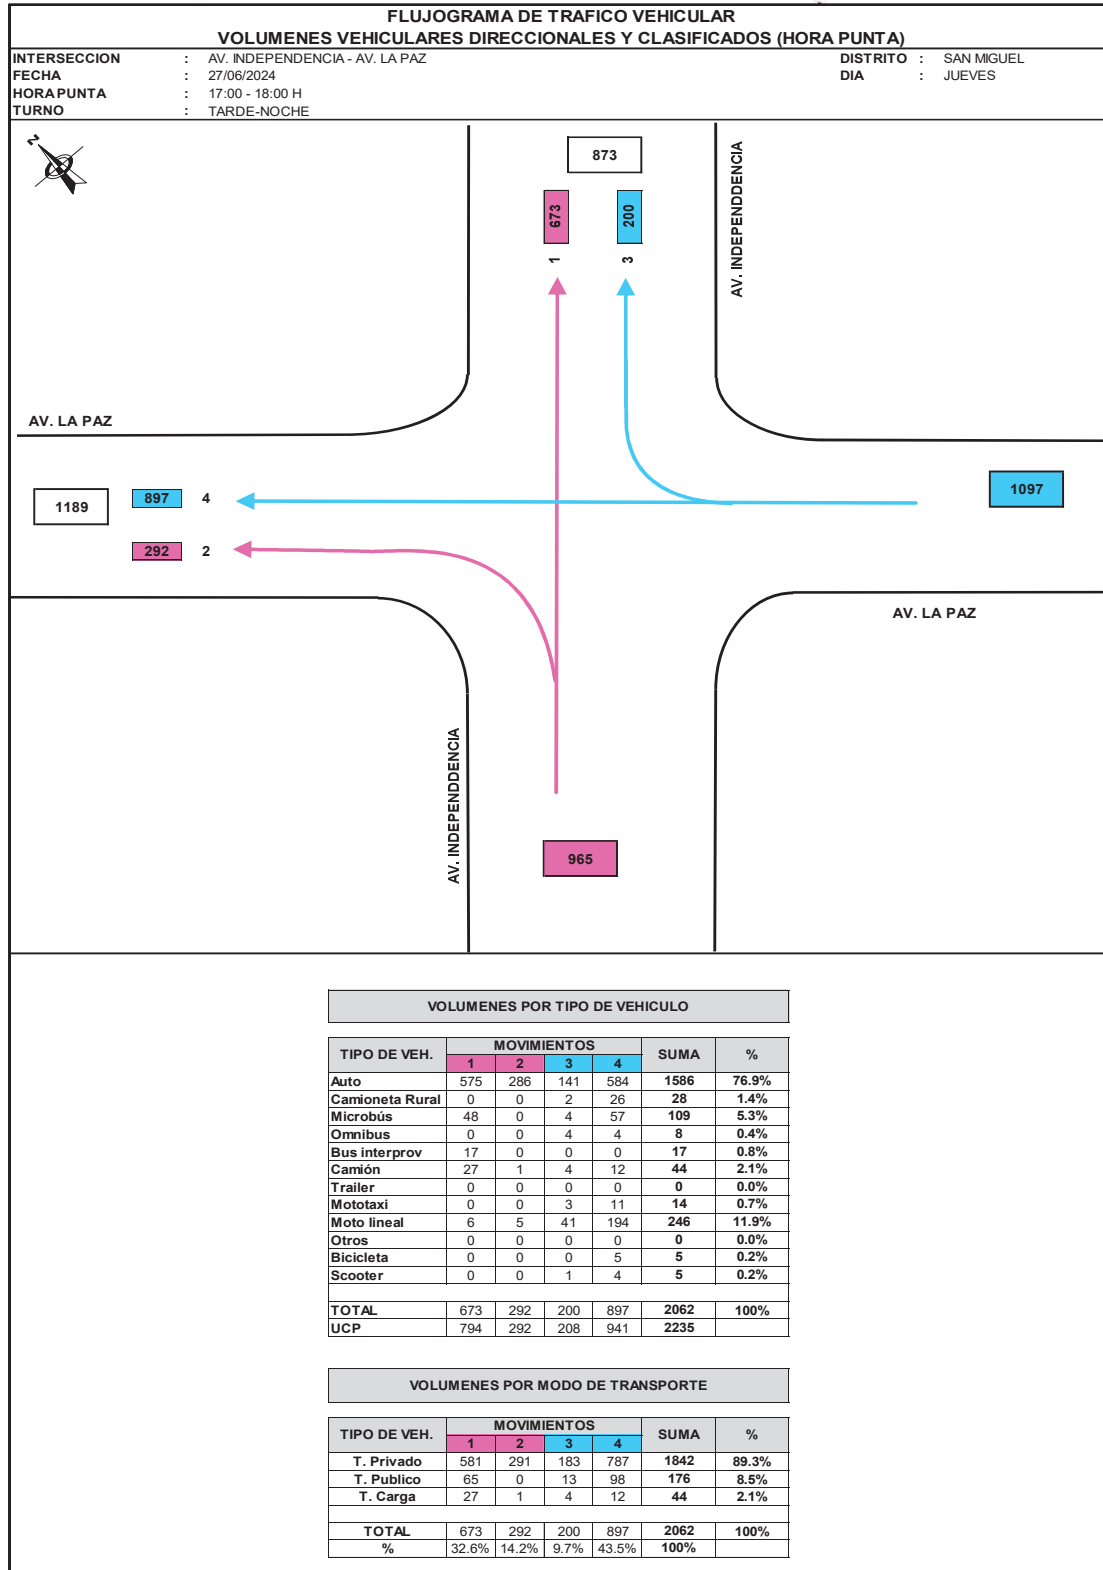 FLUJOGRAMA DE TRAFICO VEHICULAR
VOLUMENES VEHICULARES DIRECCIONALES Y CLASIFICADOS (HORA PUNTA)
INTERSECCION : AV. INDEPENDENCIA - AV. LA PAZ DISTRITO : SAN MIGUEL
FECHA : 27/06/2024 DIA : JUEVES
HORA PUNTA : 17:00 - 18:00 H
TURNO : TARDE-NOCHE
N
873
673 200
1 3
AV. INDEPENDDENCIA
AV. LA PAZ
1189 897 4
292 2
1097
AV. LA PAZ
AV. INDEPENDDENCIA
965
VOLUMENES POR TIPO DE VEHICULO
TIPO DE VEH. MOVIMIENTOS SUMA %
1 2 3 4
Auto 575 286 141 584 1586 76.9%
Camioneta Rural 0 0 2 26 28 1.4%
Microbús 48 0 4 57 109 5.3%
Omnibus 0 0 4 4 8 0.4%
Bus interprov 17 0 0 0 17 0.8%
Camión 27 1 4 12 44 2.1%
Trailer 0 0 0 0 0 0.0%
Mototaxi 0 0 3 11 14 0.7%
Moto lineal 6 5 41 194 246 11.9%
Otros 0 0 0 0 0 0.0%
Bicicleta 0 0 0 5 5 0.2%
Scooter 0 0 1 4 5 0.2%
TOTAL 673 292 200 897 2062 100%
UCP 794 292 208 941 2235
VOLUMENES POR MODO DE TRANSPORTE
TIPO DE VEH. MOVIMIENTOS SUMA %
1 2 3 4
T. Privado 581 291 183 787 1842 89.3%
T. Publico 65 0 13 98 176 8.5%
T. Carga 27 1 4 12 44 2.1%
TOTAL 673 292 200 897 2062 100%
% 32.6% 14.2% 9.7% 43.5% 100%